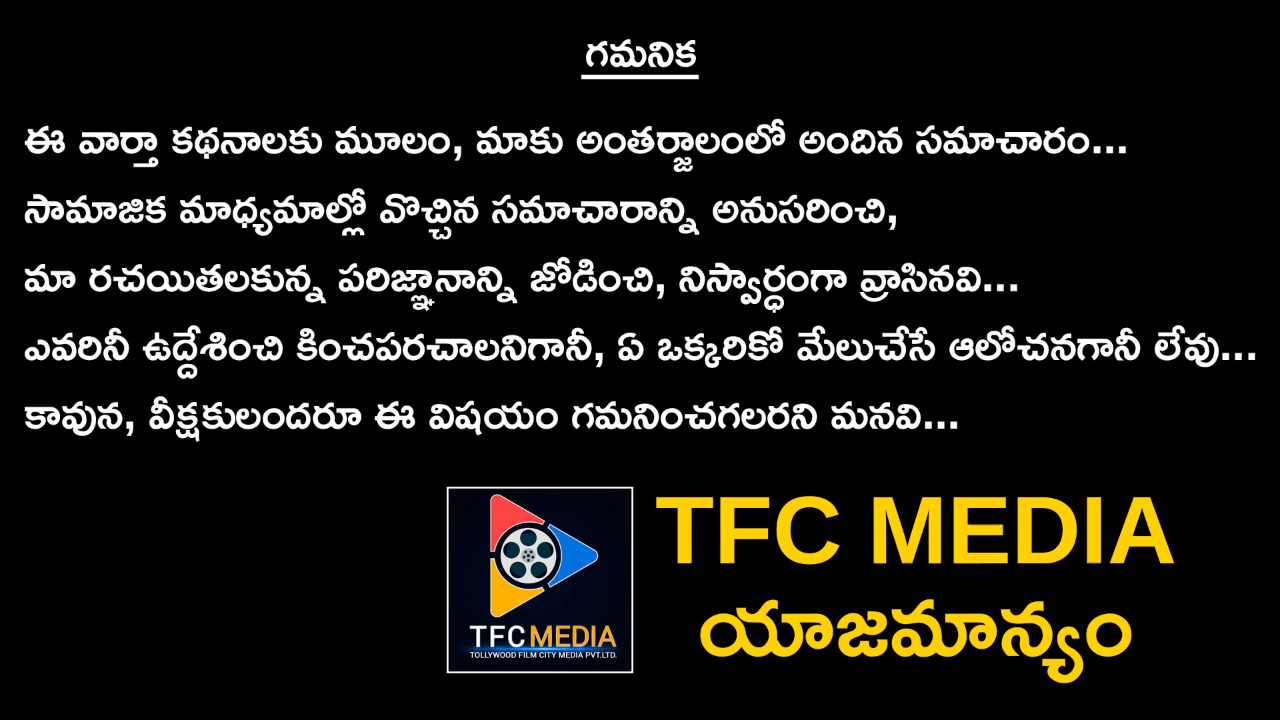 గమనిక
ఈ వార్తా కథనాలకు మూలం, మాకు అంతర్జాలంలో అందిన సమాచారం...
సామాజిక మాధ్యమాల్లో వొచ్చిన సమాచారాన్ని అనుసరించి,
మా రచయితలకున్న పరిజ్ఞానాన్ని జోడించి, నిస్వార్ధంగా వ్రాసినవి...
ఎవరినీ ఉద్దేశించి కించపరచాలనిగానీ, ఏ ఒక్కరికో మేలుచేసే ఆలోచనగానీ లేవు...
కావున, వీక్షకులందరూ ఈ విషయం గమనించగలరని మనవి...
TFC MEDIA
యాజమాన్యం
TFC MEDIA
TOLLYWOOD FILM CITY MEDIA PVT.LTD.